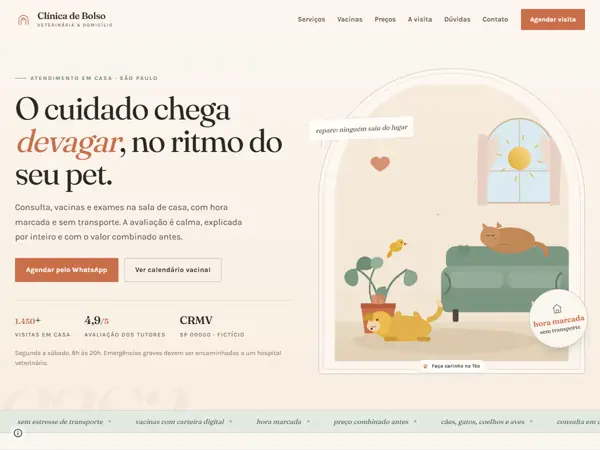 Clínica de Bolso
VETERINÁRIA A DOMICÍLIO
Serviços Vacinas Preços A visita Dúvidas Contato Agendar visita
ATENDIMENTO EM CASA · SÃO PAULO
O cuidado chega
devagar, no ritmo do
seu pet.
Consulta, vacinas e exames na sala de casa, com hora
marcada e sem transporte. A avaliação é calma, explicada
por inteiro e com o valor combinado antes.
Agendar pelo WhatsApp Ver calendário vacinal
1.450+ 4,9/5 CRMV
VISITAS EM CASA AVALIAÇÃO DOS TUTORES SP 00000 · FICTÍCIO
Segunda a sábado, 8h às 20h. Emergências graves devem ser encaminhadas a um hospital
veterinário.
repare: ninguém saiu do lugar
hora marcada
sem transporte
Faça carinho no Téo
sem estresse de transporte * vacinas com carteira digital * hora marcada * preço combinado antes * cães, gatos, coelhos e aves * consulta em